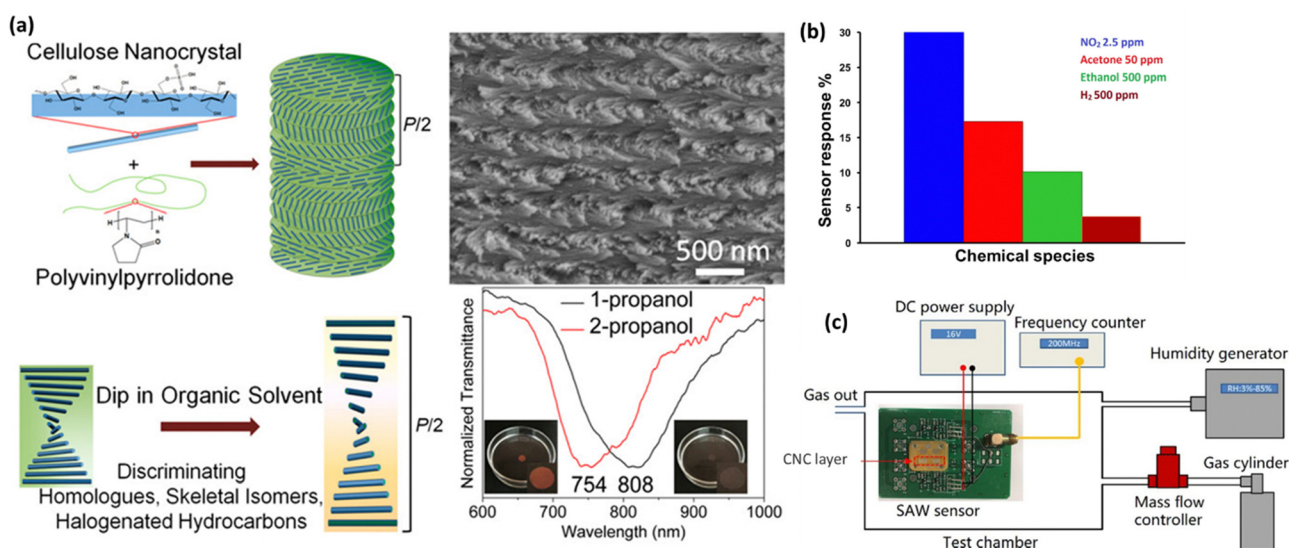 (a)
Cellulose Nanocrystal
+
Polyvinylpyrrolidone
P/2
500 nm
Dip in Organic Solvent
Discriminating
Homologues, Skeletal Isomers,
Halogenated Hydrocarbons
P/2
Normalized Transmittance
1-propanol
2-propanol
754 808
600 700 800 900 1000
Wavelength (nm)
(b)
Sensor response %
30
25
20
15
10
5
0
NO₂ 2.5 ppm
Acetone 50 ppm
Ethanol 500 ppm
H₂ 500 ppm
Chemical species
(c)
DC power supply
16V
Frequency counter
200MHz
Humidity generator
RH:3%-85%
Gas out
CNC layer
SAW sensor
Gas cylinder
Mass flow
controller
Test chamber